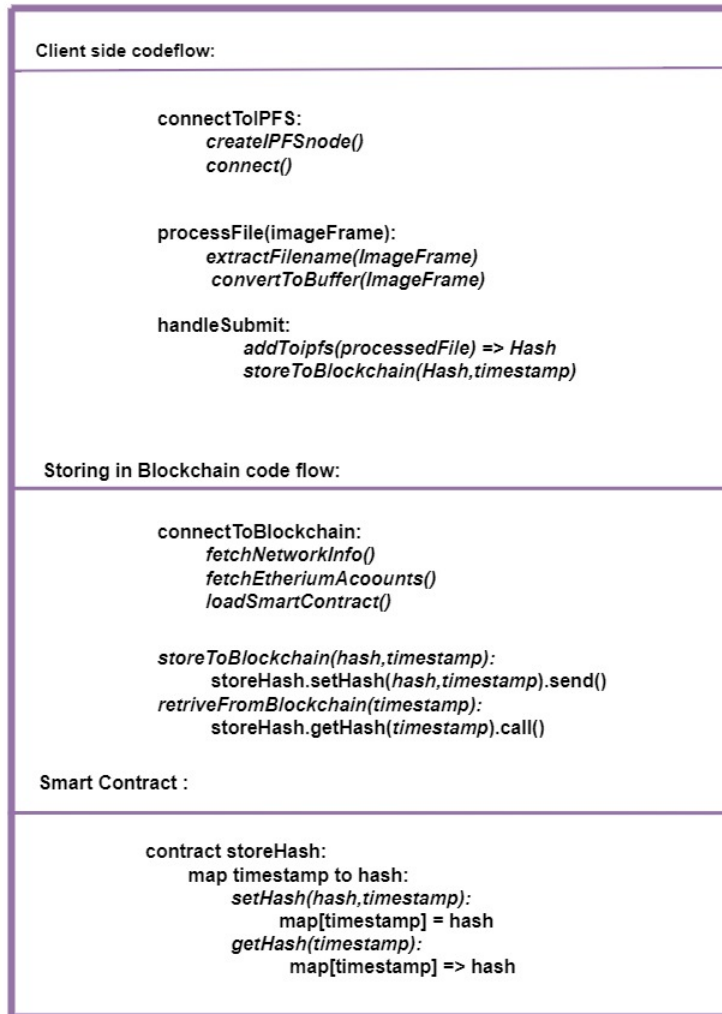 Client side codeflow:
connectToIPFS:
createIPFSnode()
connect()
processFile(imageFrame):
extractFilename(ImageFrame)
convertToBuffer(ImageFrame)
handleSubmit:
addToipfs(processedFile) => Hash
storeToBlockchain(Hash,timestamp)
Storing in Blockchain code flow:
connectToBlockchain:
fetchNetworkInfo()
fetchEtheriumAcoounts()
loadSmartContract()
storeToBlockchain(hash,timestamp):
storeHash.setHash(hash,timestamp).send()
retriveFromBlockchain(timestamp):
storeHash.getHash(timestamp).call()
Smart Contract :
contract storeHash:
map timestamp to hash:
setHash(hash,timestamp):
map[timestamp] = hash
getHash(timestamp):
map[timestamp] => hash